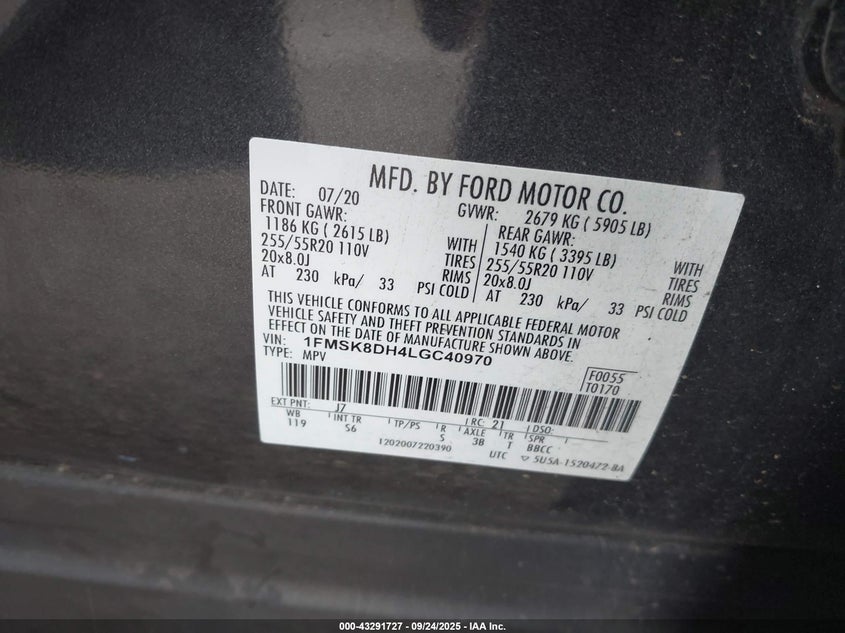 MFD. BY FORD MOTOR CO.
DATE: 07/20 GVWR: 2679 KG ( 5905 LB)
FRONT GAWR: REAR GAWR:
1186 KG ( 2615 LB) WITH 1540 KG ( 3395 LB) WITH
255/55R20 110V TIRES 255/55R20 110V TIRES
20x8.0J RIMS 20x8.0J RIMS
AT 230 kPa/ 33 PSI COLD AT 230 kPa/ 33 PSI COLD
THIS VEHICLE CONFORMS TO ALL APPLICABLE FEDERAL MOTOR
VEHICLE SAFETY AND THEFT PREVENTION STANDARDS IN
EFFECT ON THE DATE OF MANUFACTURE SHOWN ABOVE.
VIN: 1FMSK8DH4LGC40970
TYPE: MPV
F0055
T0170
EXT PNT: J7 RC: 21 DSO:
WB INT TR TP/PS R AXLE TR SPR
119 S6 S 3B T BBCC
1202007220390 UTC 5U5A-1520472-BA
000-43291727 - 09/24/2025 - IAA Inc.